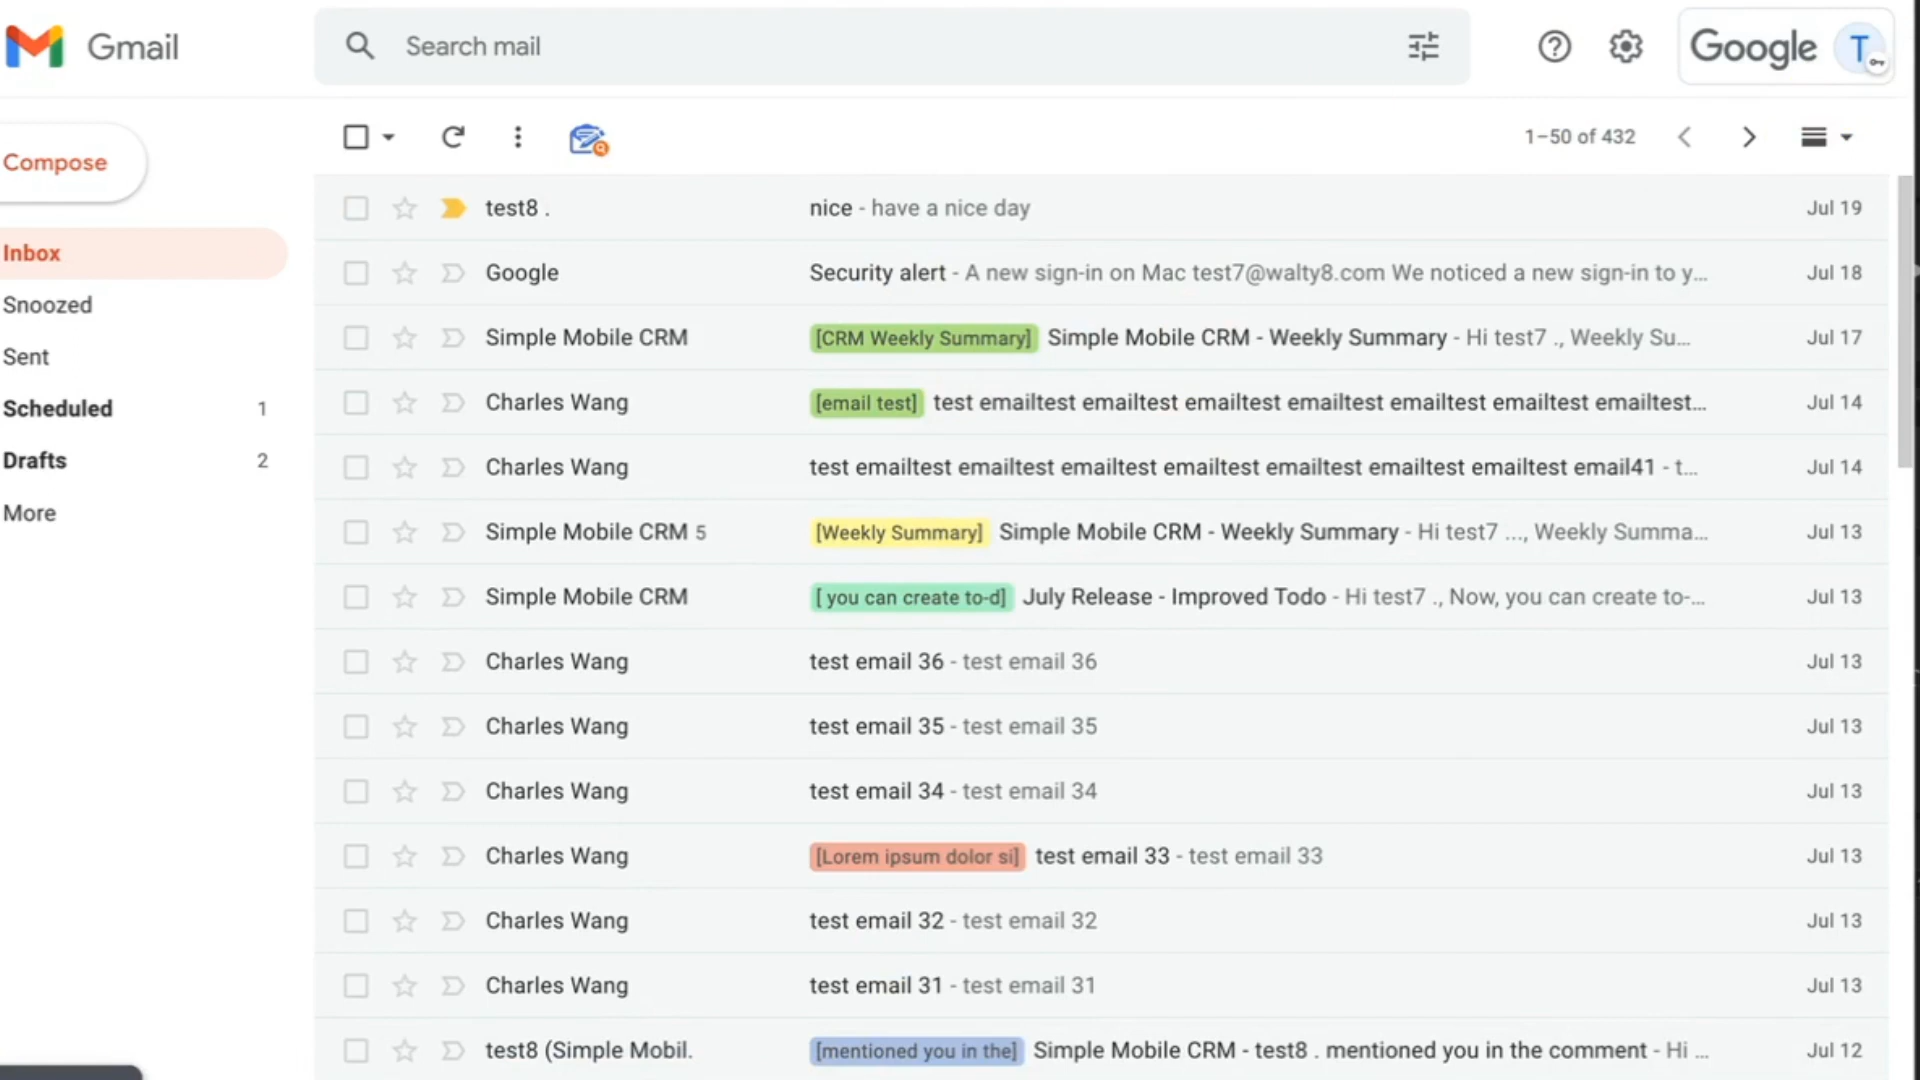 Gmail
Search mail
Google T
Compose
1–50 of 432
Inbox
Snoozed
Sent
Scheduled 1
Drafts 2
More
test8 . nice - have a nice day Jul 19
Google Security alert - A new sign-in on Mac test7@walty8.com We noticed a new sign-in to y... Jul 18
Simple Mobile CRM [CRM Weekly Summary] Simple Mobile CRM - Weekly Summary - Hi test7 ., Weekly Su... Jul 17
Charles Wang [email test] test emailtest emailtest emailtest emailtest emailtest emailtest emailtest... Jul 14
Charles Wang test emailtest emailtest emailtest emailtest emailtest emailtest emailtest email41 - t... Jul 14
Simple Mobile CRM 5 [Weekly Summary] Simple Mobile CRM - Weekly Summary - Hi test7 ..., Weekly Summa... Jul 13
Simple Mobile CRM [ you can create to-d] July Release - Improved Todo - Hi test7 ., Now, you can create to-... Jul 13
Charles Wang test email 36 - test email 36 Jul 13
Charles Wang test email 35 - test email 35 Jul 13
Charles Wang test email 34 - test email 34 Jul 13
Charles Wang [Lorem ipsum dolor si] test email 33 - test email 33 Jul 13
Charles Wang test email 32 - test email 32 Jul 13
Charles Wang test email 31 - test email 31 Jul 13
test8 (Simple Mobil. [mentioned you in the] Simple Mobile CRM - test8 . mentioned you in the comment - Hi ... Jul 12